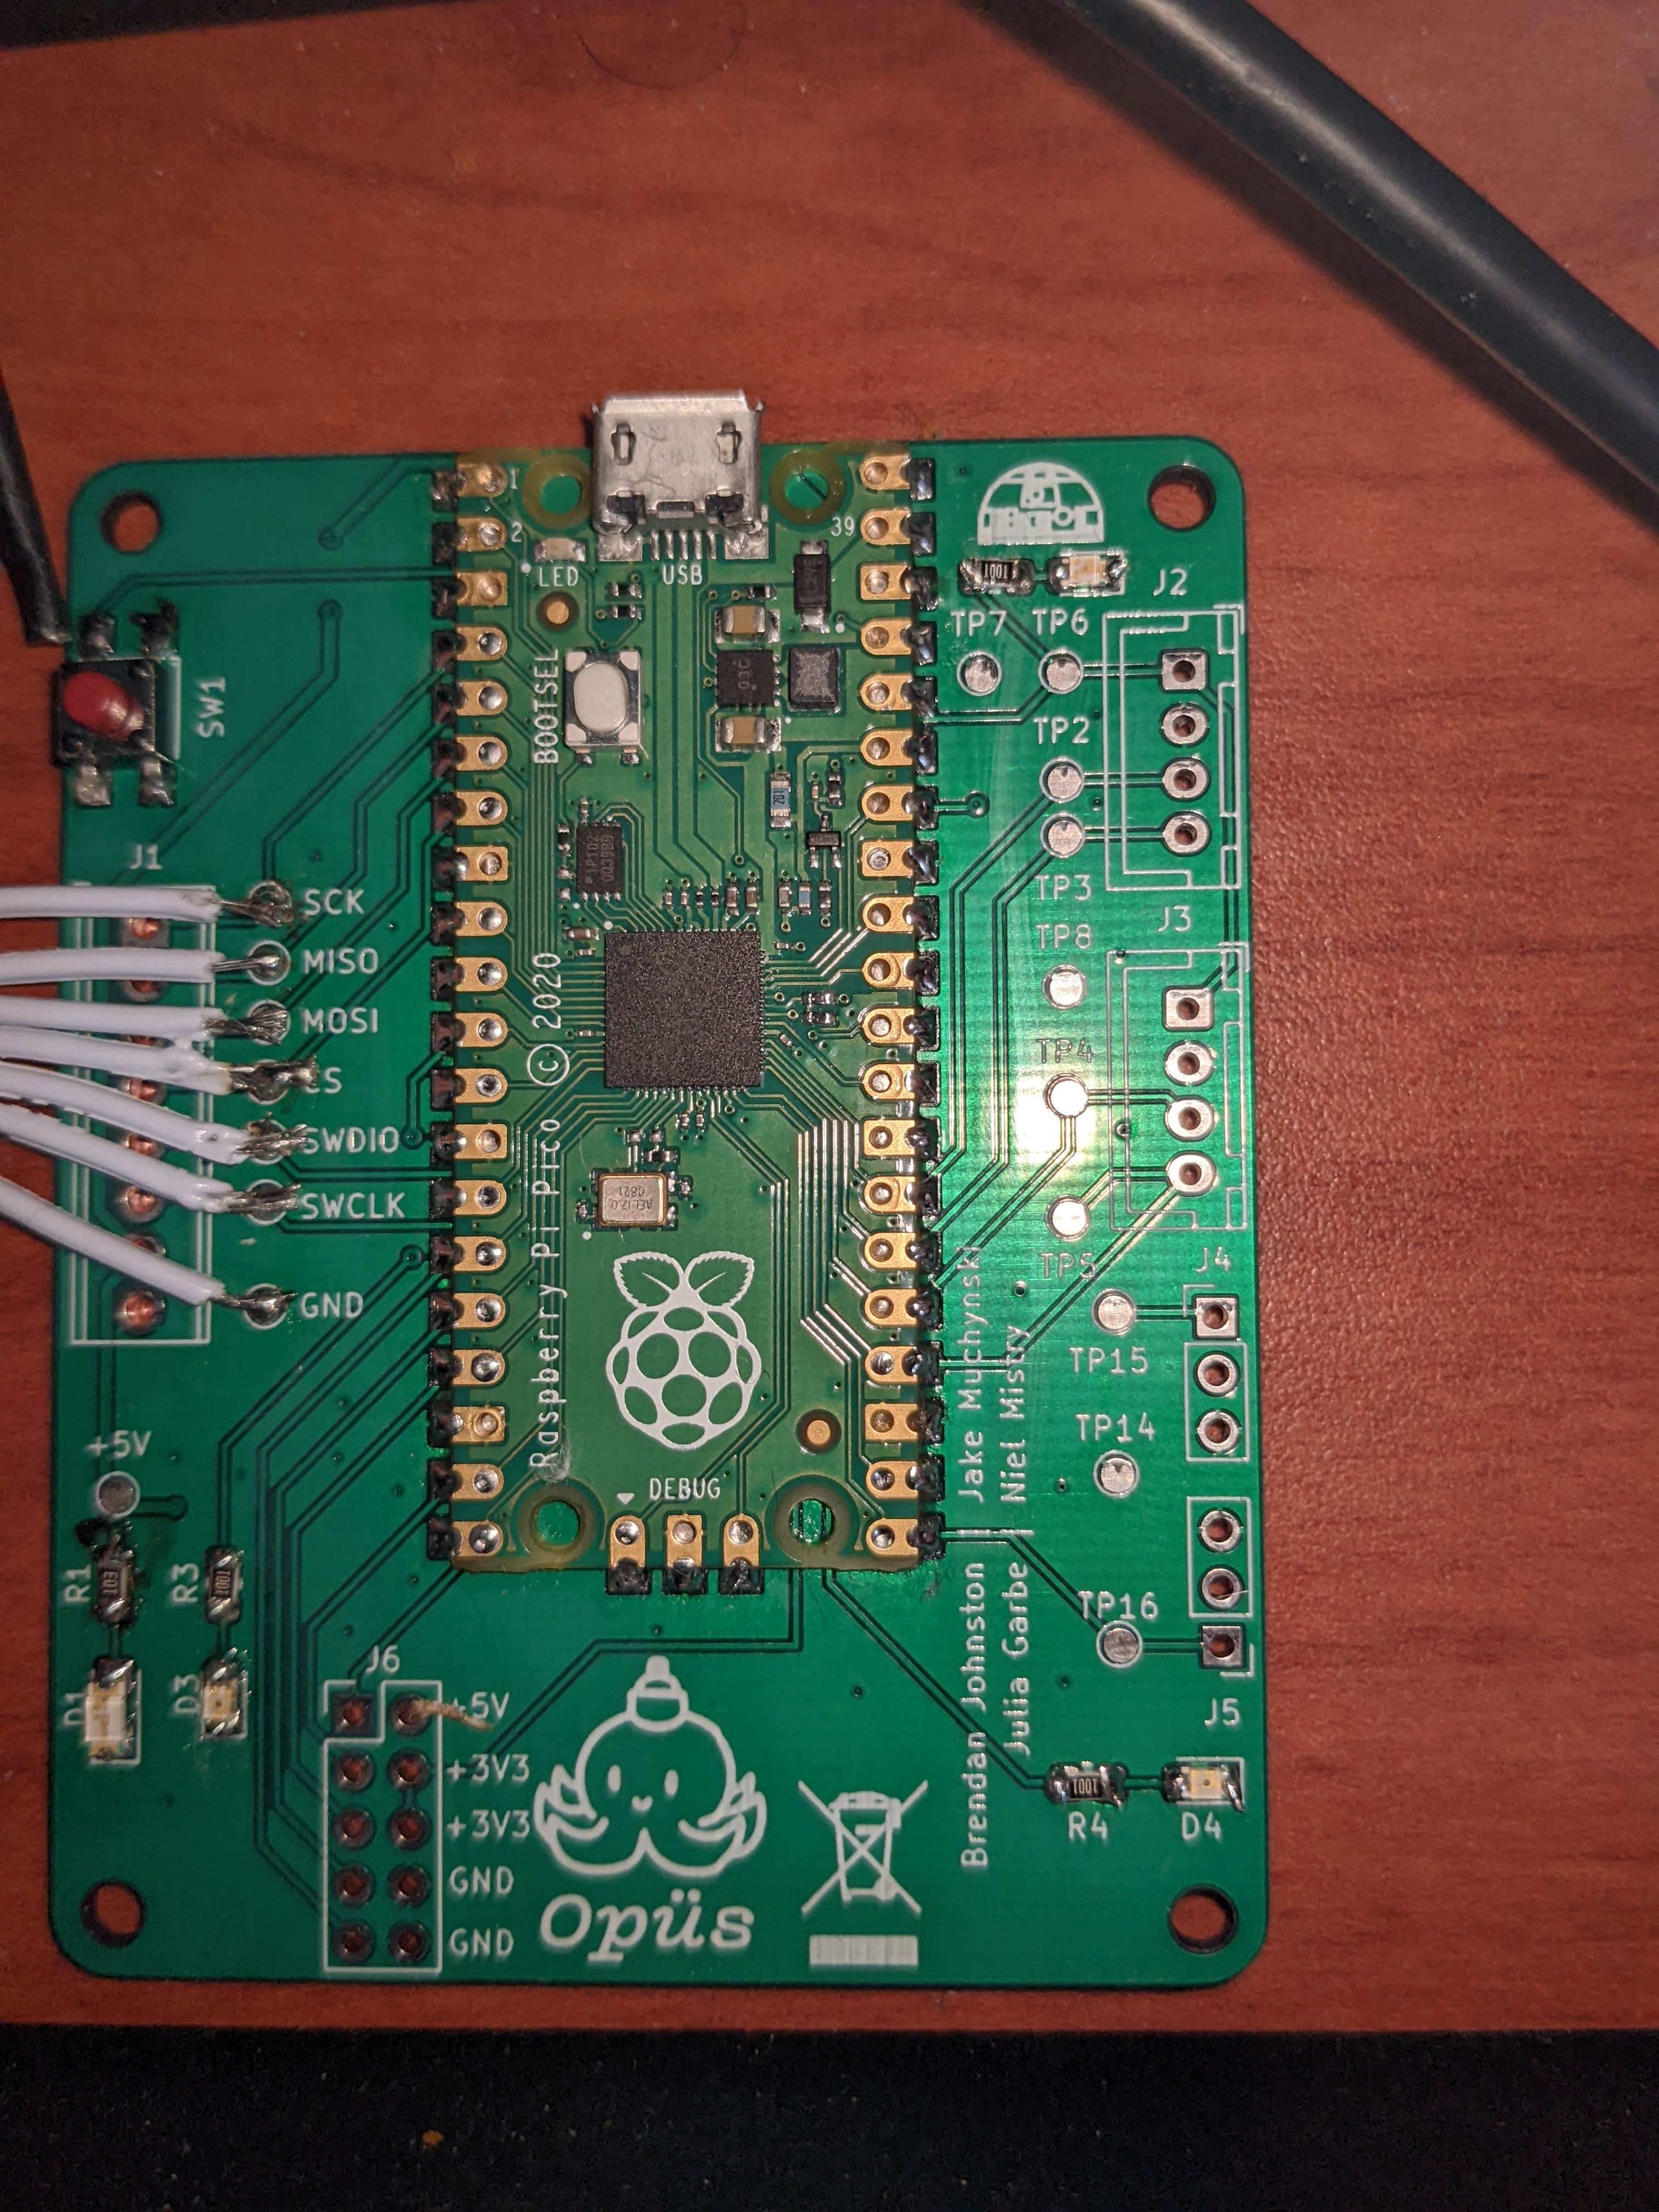 1
2
39
LED
USB
J2
TP7
TP6
BOOTSEL
SW1
TP2
J1
TP3
SCK
MISO
MOSI
SWDIO
SWCLK
GND
J3
TP8
TP4
TP5
J4
TP15
TP14
TP16
J5
Raspberry Pi Pico © 2020
DEBUG
+5V
R1
R3
1001
D1
D3
J6
+5V
+3V3
+3V3
GND
GND
Opüs
Brendan Johnston | Jake Muchynski
Julia Garbe | Niel Mistry
1001
R4
D4